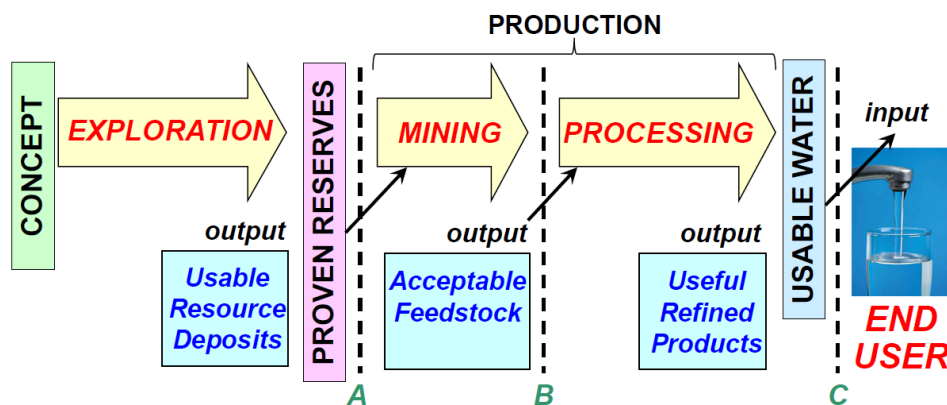 PRODUCTION
CONCEPT
EXPLORATION
PROVEN RESERVES
MINING
PROCESSING
USABLE WATER
input
output
Usable
Resource
Deposits
output
Acceptable
Feedstock
output
Useful
Refined
Products
END
USER
A
B
C